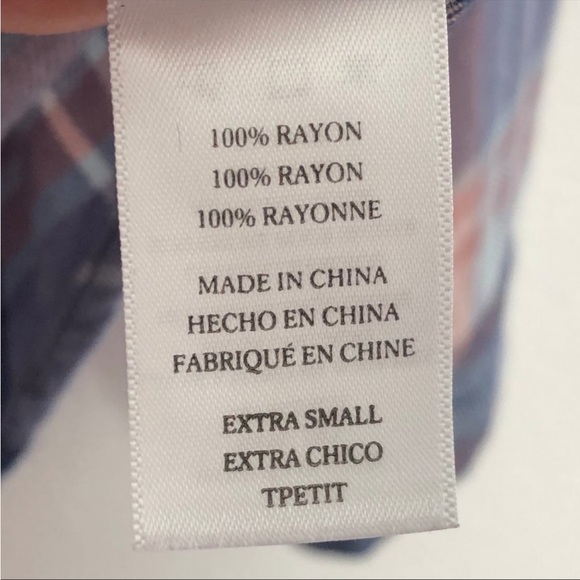 100% RAYON
100% RAYON
100% RAYONNE
MADE IN CHINA
HECHO EN CHINA
FABRIQUÉ EN CHINE
EXTRA SMALL
EXTRA CHICO
TPETIT